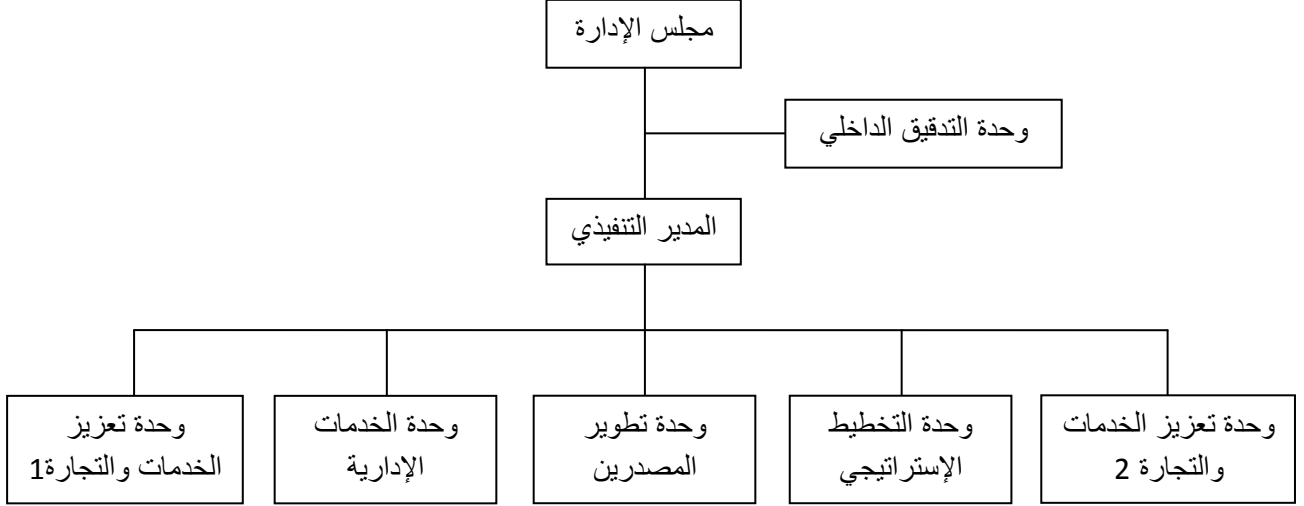 مجلس الإدارة
وحدة التدقيق الداخلي
المدير التنفيذي
وحدة تعزيز الخدمات
والتجارة 2
وحدة التخطيط
الإستراتيجي
وحدة تطوير
المصدرين
وحدة الخدمات
الإدارية
وحدة تعزيز
الخدمات والتجارة1